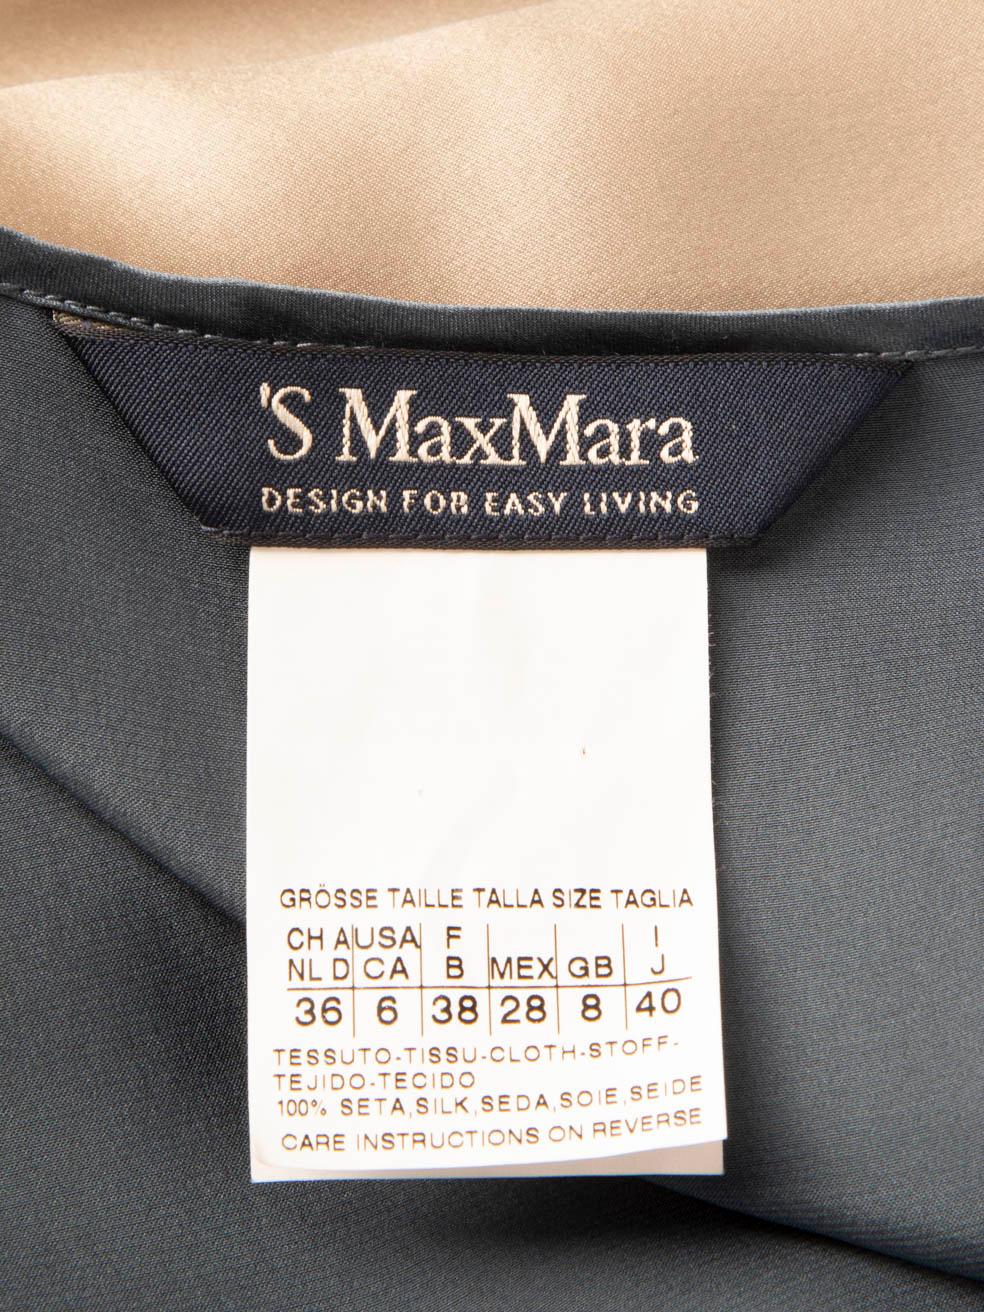 'S MaxMara
DESIGN FOR EASY LIVING
GRÖSSE TAILLE TALLA SIZE TAGLIA
CH A USA F I
NL D CA B MEX GB J
36 6 38 28 8 40
TESSUTO-TISSU-CLOTH-STOFF-
TEJIDO-TECIDO
100% SETA,SILK,SEDA,SOIE,SEIDE
CARE INSTRUCTIONS ON REVERSE